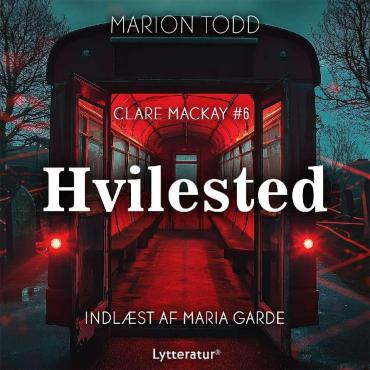 MARION TODD
CLARE MACKAY #6
Hvilested
INDLÆST AF MARIA GARDE
Lytteratur®